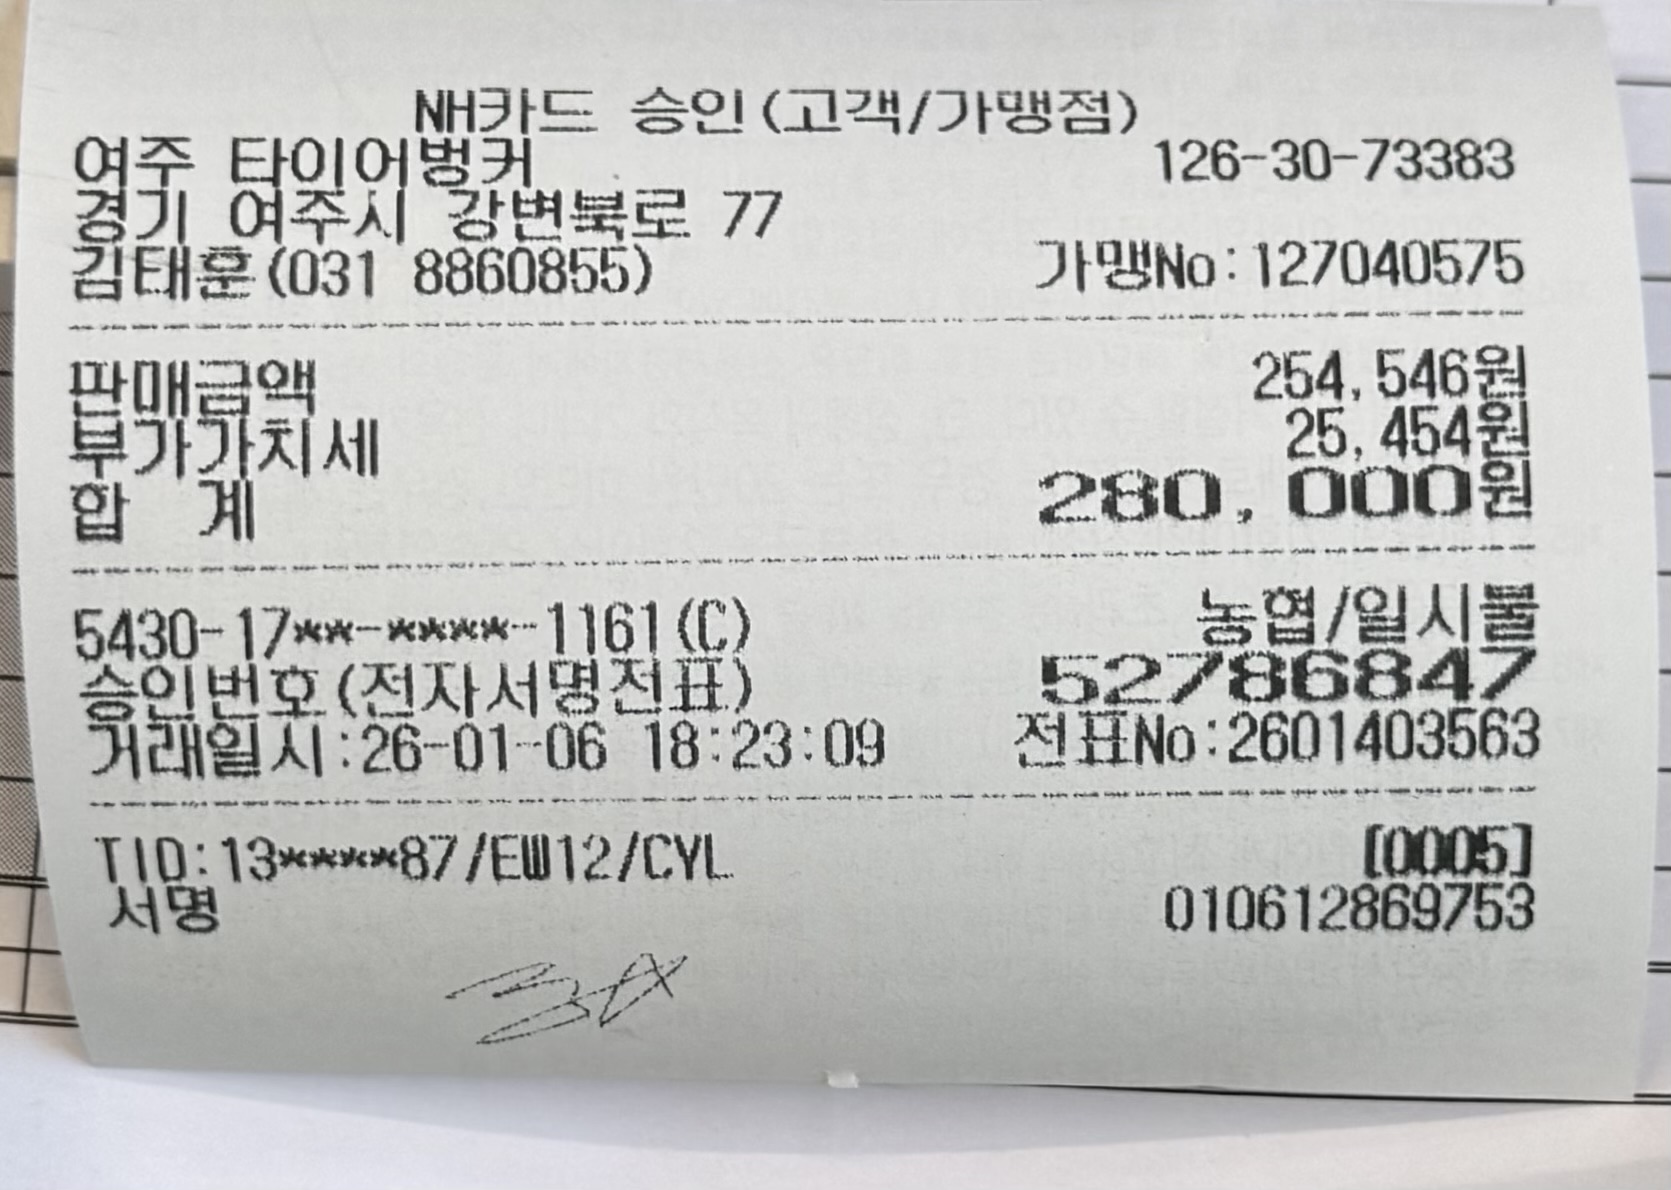 NH카드 승인(고객/가맹점)
여주 타이어벙커 126-30-73383
경기 여주시 강변북로 77
김태훈(031 8860855) 가맹No:127040575
판매금액 254,546원
부가가치세 25,454원
합 계 280,000원
5430-17**-****-1161(C) 농협/일시불
승인번호(전자서명전표) 52786847
거래일시:26-01-06 18:23:09 전표No:2601403563
TID:13****87/EW12/CYL [0005]
서명 010612869753